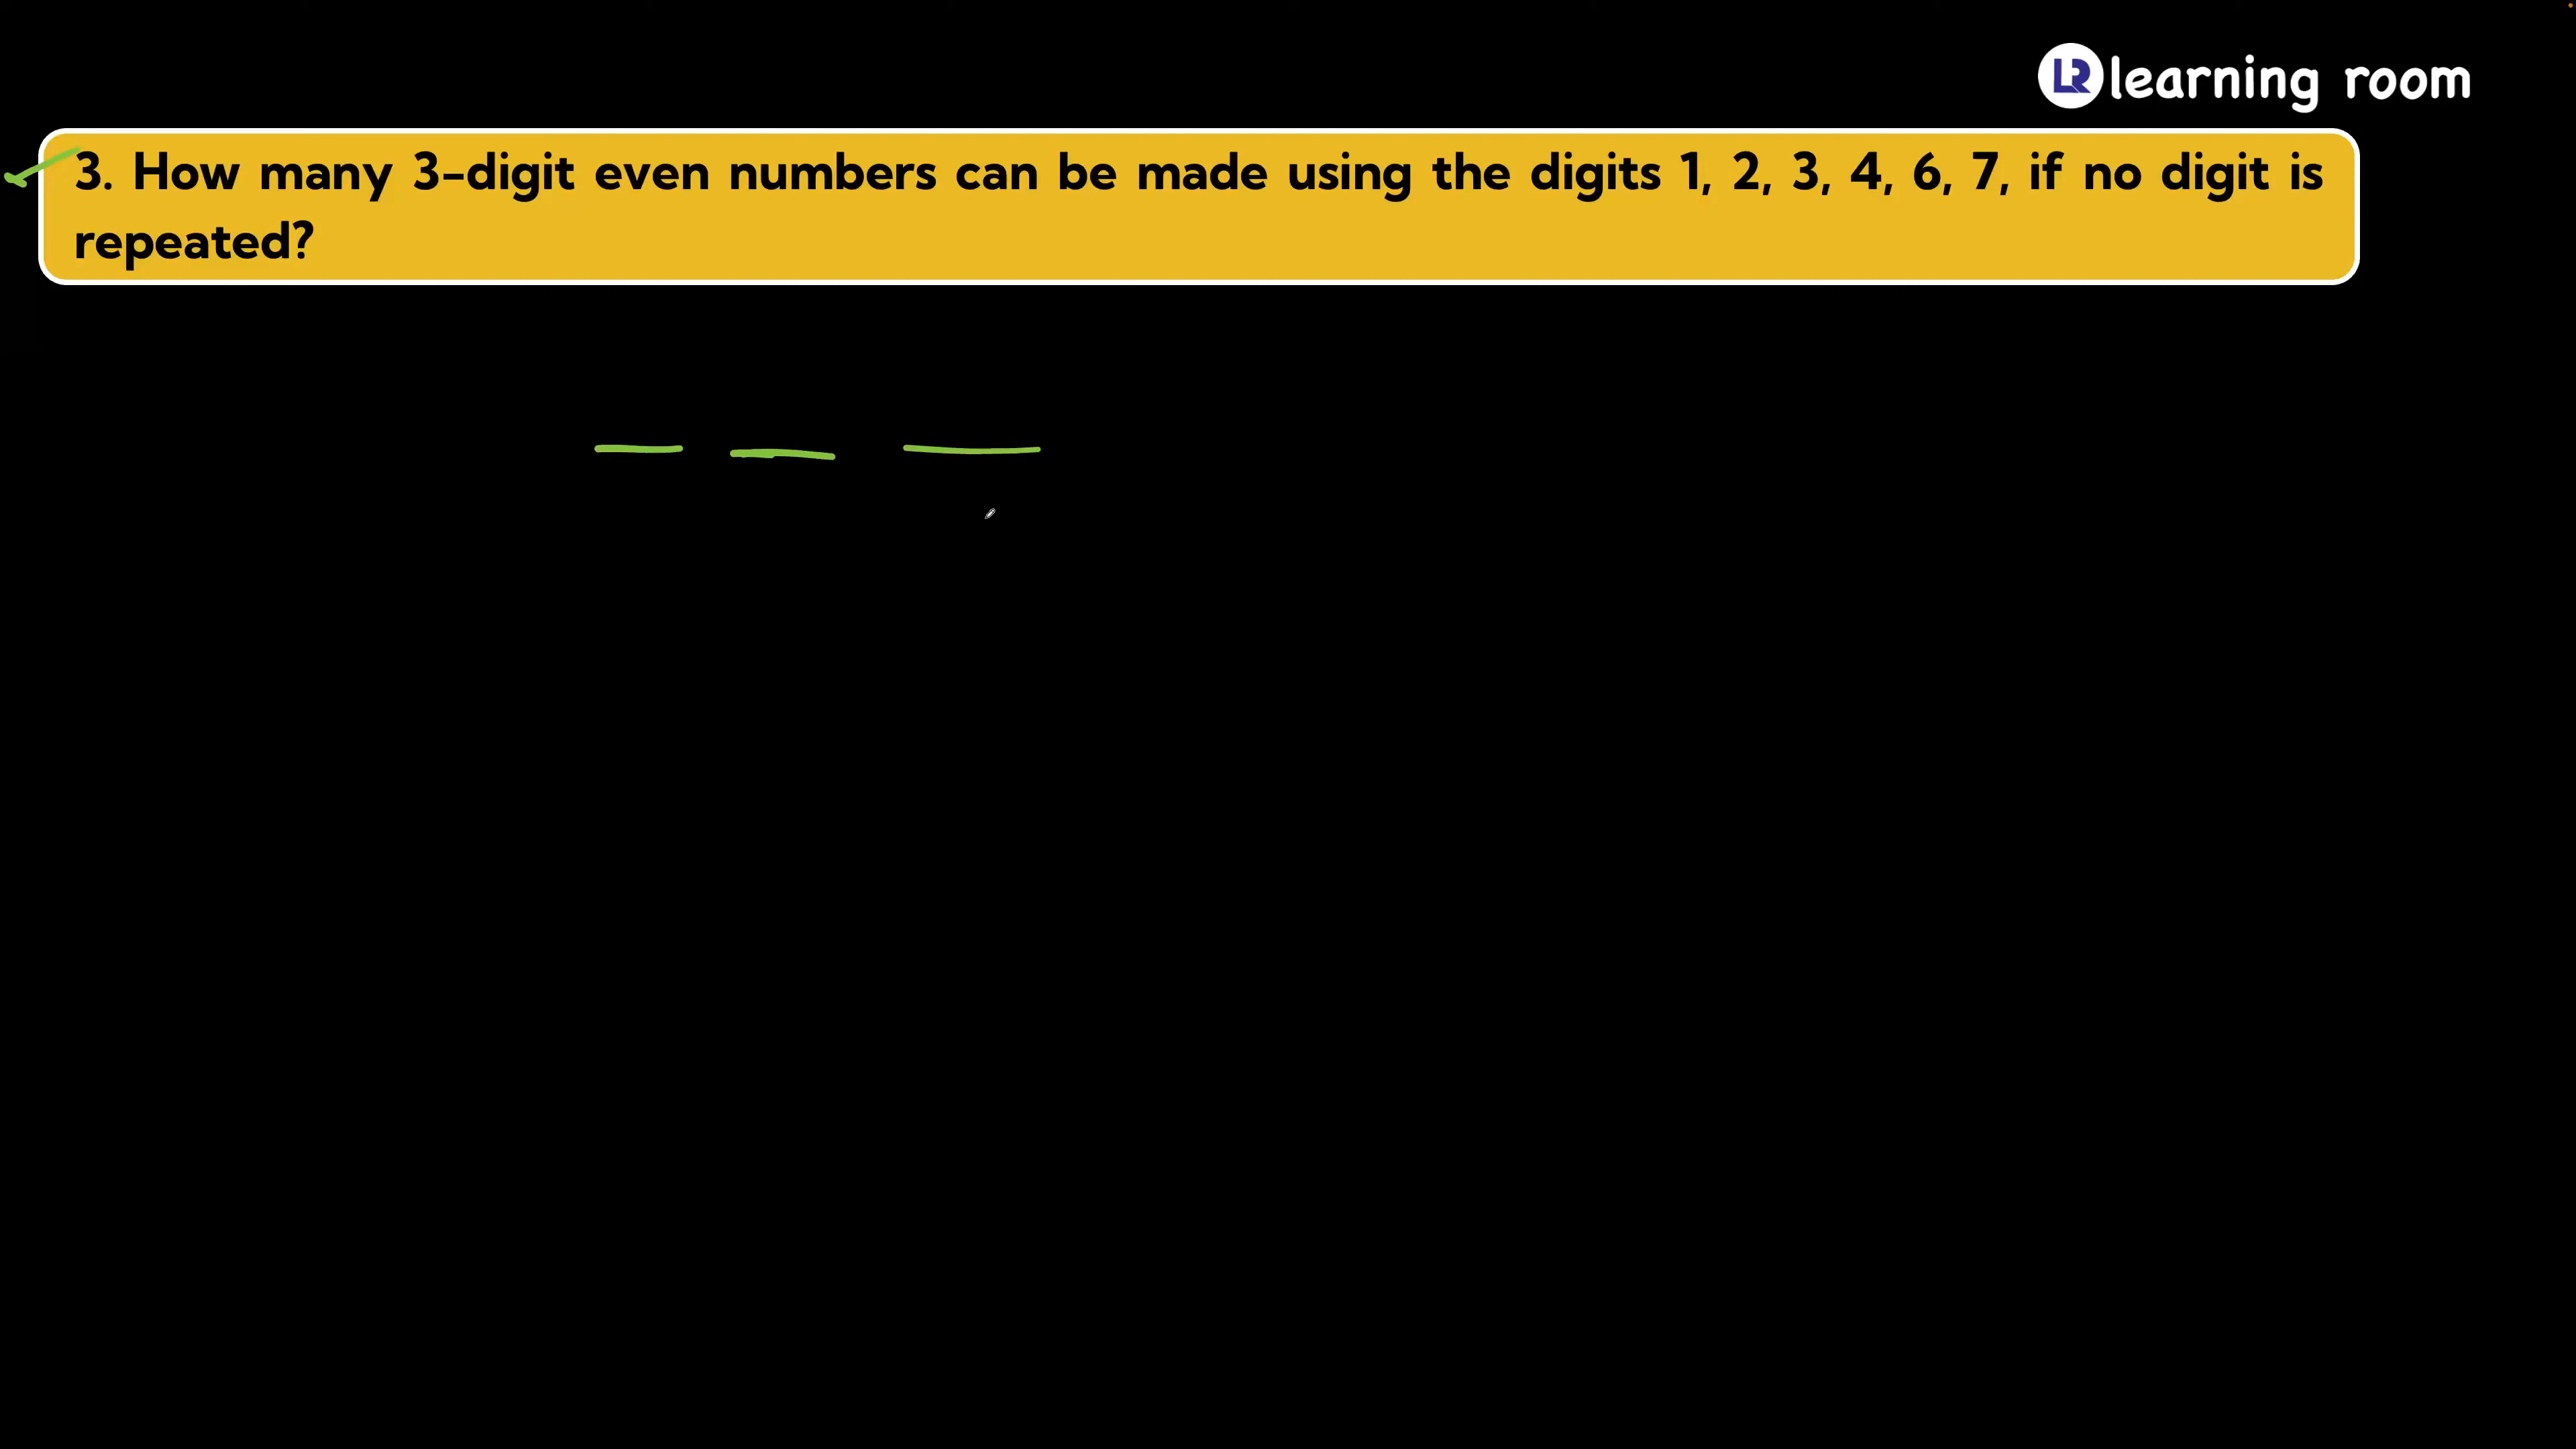 LR learning room
3. How many 3-digit even numbers can be made using the digits 1, 2, 3, 4, 6, 7, if no digit is
repeated?